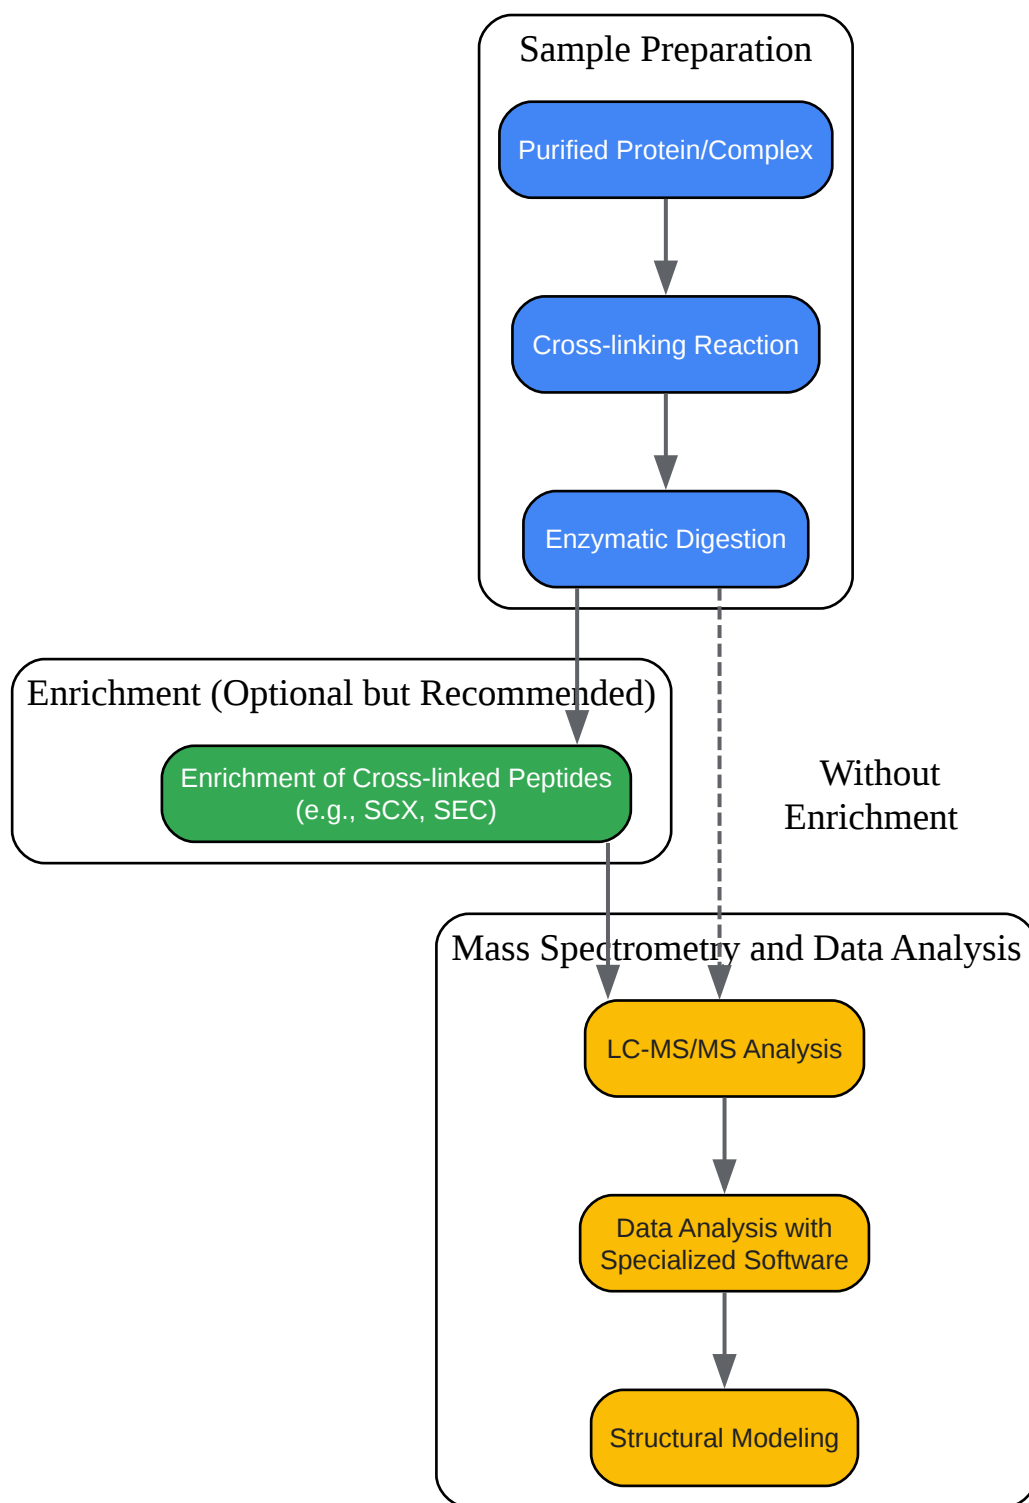 Sample Preparation
Purified Protein/Complex
Cross-linking Reaction
Enzymatic Digestion
Enrichment (Optional but Recommended)
Enrichment of Cross-linked Peptides
(e.g., SCX, SEC)
Without
Enrichment
Mass Spectrometry and Data Analysis
LC-MS/MS Analysis
Data Analysis with
Specialized Software
Structural Modeling